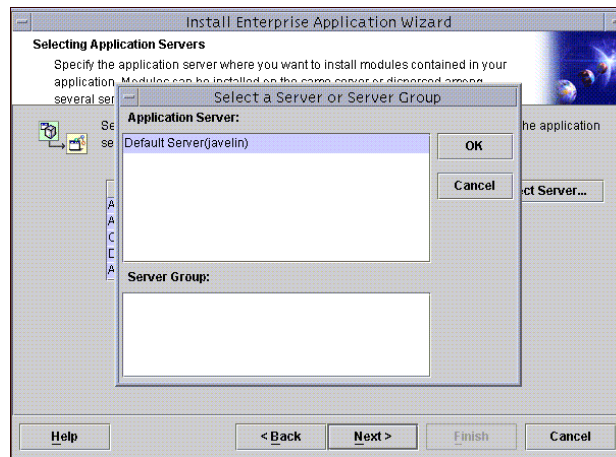 Install Enterprise Application Wizard
Selecting Application Servers
Specify the application server where you want to install modules contained in your
application. Modules can be installed on the same server or dispersed among
several ser
Select a Server or Server Group
Application Server:
Default Server(javelin)
OK
Cancel
Server Group:
Se
he application
se
ct Server...
A
A
C
D
A
Help
< Back
Next >
Finish
Cancel